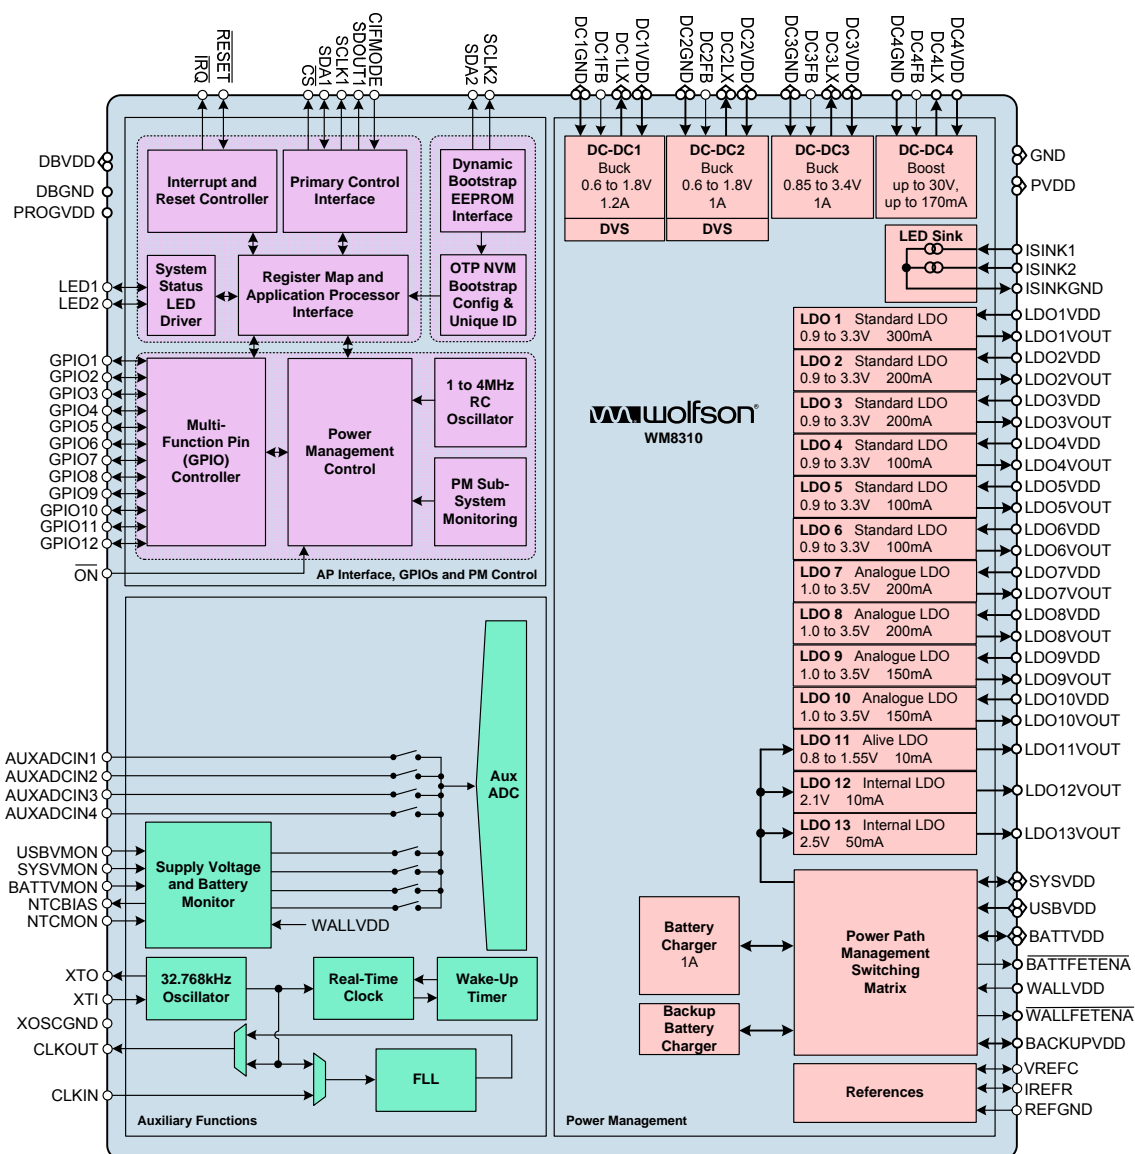 IRQ
RESET
CS
SDA1
SCLK1
SDOUT1
CIFMODE
SDA2
SCLK2
DC1GND
DC1FB
DC1LX
DC1VDD
DC2GND
DC2FB
DC2LX
DC2VDD
DC3GND
DC3FB
DC3LX
DC3VDD
DC4GND
DC4FB
DC4LX
DC4VDD
DBVDD
DBGND
PROGVDD
LED1
LED2
GPIO1
GPIO2
GPIO3
GPIO4
GPIO5
GPIO6
GPIO7
GPIO8
GPIO9
GPIO10
GPIO11
GPIO12
ON
Interrupt and
Reset Controller
Primary Control
Interface
Dynamic
Bootstrap
EEPROM
Interface
System
Status
LED
Driver
Register Map and
Application Processor
Interface
OTP NVM
Bootstrap
Config &
Unique ID
Multi-
Function Pin
(GPIO)
Controller
Power
Management
Control
1 to 4MHz
RC
Oscillator
PM Sub-
System
Monitoring
AP Interface, GPIOs and PM Control
AUXADCIN1
AUXADCIN2
AUXADCIN3
AUXADCIN4
USBVMON
SYSVMON
BATTVMON
NTCBIAS
NTCMON
XTO
XTI
XOSCGND
CLKOUT
CLKIN
Aux
ADC
Supply Voltage
and Battery
Monitor
WALLVDD
32.768kHz
Oscillator
Real-Time
Clock
Wake-Up
Timer
FLL
Auxiliary Functions
DC-DC1
Buck
0.6 to 1.8V
1.2A
DVS
DC-DC2
Buck
0.6 to 1.8V
1A
DVS
DC-DC3
Buck
0.85 to 3.4V
1A
DC-DC4
Boost
up to 30V,
up to 170mA
LED Sink
wolfson
WM8310
LDO 1 Standard LDO
0.9 to 3.3V 300mA
LDO 2 Standard LDO
0.9 to 3.3V 200mA
LDO 3 Standard LDO
0.9 to 3.3V 200mA
LDO 4 Standard LDO
0.9 to 3.3V 100mA
LDO 5 Standard LDO
0.9 to 3.3V 100mA
LDO 6 Standard LDO
0.9 to 3.3V 100mA
LDO 7 Analogue LDO
1.0 to 3.5V 200mA
LDO 8 Analogue LDO
1.0 to 3.5V 200mA
LDO 9 Analogue LDO
1.0 to 3.5V 150mA
LDO 10 Analogue LDO
1.0 to 3.5V 150mA
LDO 11 Alive LDO
0.8 to 1.55V 10mA
LDO 12 Internal LDO
2.1V 10mA
LDO 13 Internal LDO
2.5V 50mA
Battery
Charger
1A
Backup
Battery
Charger
Power Path
Management
Switching
Matrix
References
Power Management
GND
PVDD
ISINK1
ISINK2
ISINKGND
LDO1VDD
LDO1VOUT
LDO2VDD
LDO2VOUT
LDO3VDD
LDO3VOUT
LDO4VDD
LDO4VOUT
LDO5VDD
LDO5VOUT
LDO6VDD
LDO6VOUT
LDO7VDD
LDO7VOUT
LDO8VDD
LDO8VOUT
LDO9VDD
LDO9VOUT
LDO10VDD
LDO10VOUT
LDO11VOUT
LDO12VOUT
LDO13VOUT
SYSVDD
USBVDD
BATTVDD
BATTFETENA
WALLVDD
WALLFETENA
BACKUPVDD
VREFC
IREFR
REFGND